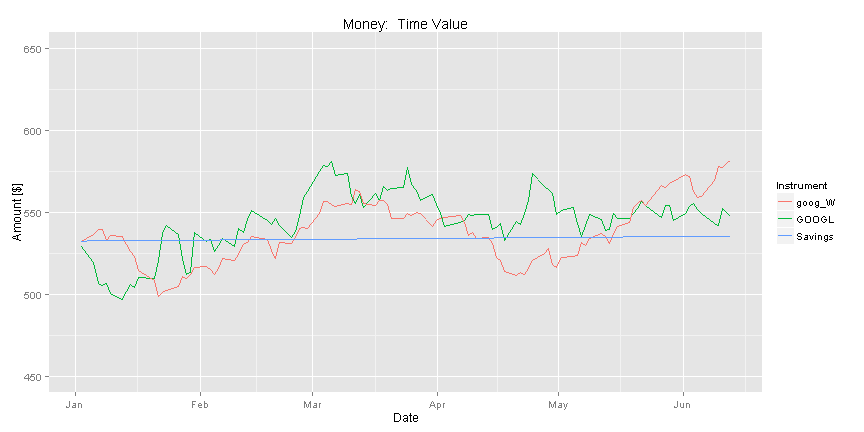 Money:  Time Value
650
600
550
500
450
Amount [$]
Jan
Feb
Mar
Apr
May
Jun
Date
Instrument
goog_W
GOOGL
Savings